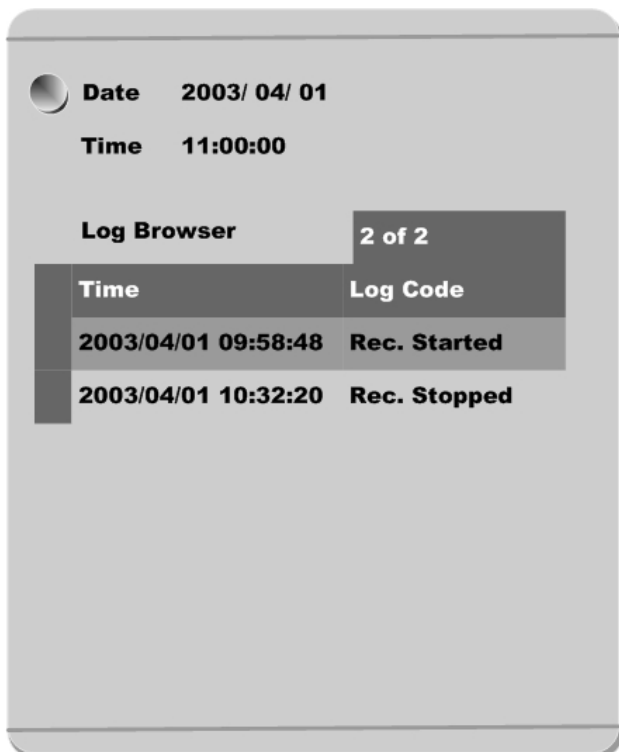 Date 2003/ 04/ 01
Time 11:00:00
Log Browser 2 of 2
Time Log Code
2003/04/01 09:58:48 Rec. Started
2003/04/01 10:32:20 Rec. Stopped